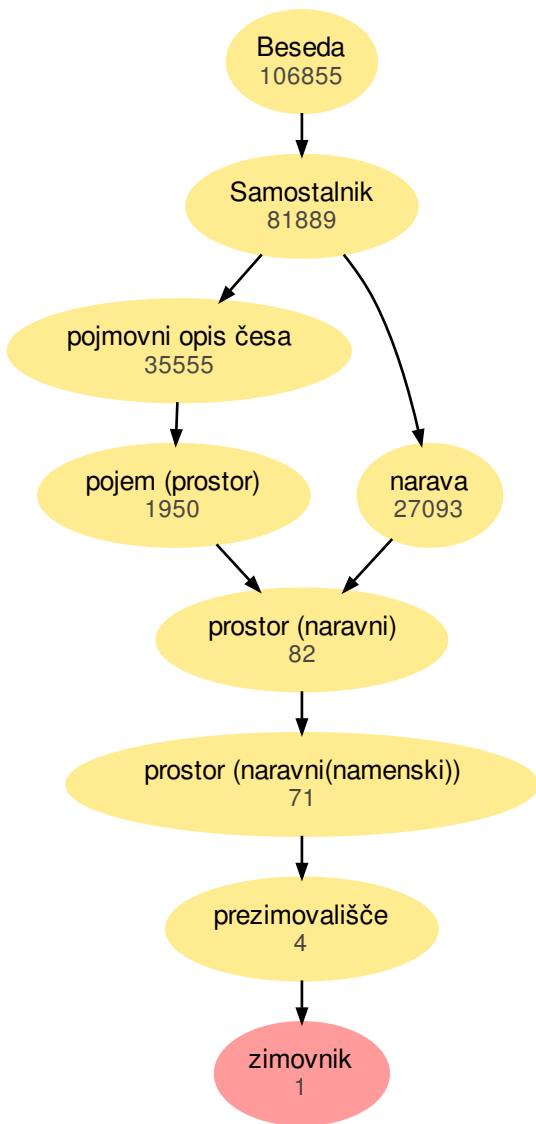 Beseda
106855
Samostalnik
81889
pojmovni opis česa
35555
pojem (prostor)
1950
narava
27093
prostor (naravni)
82
prostor (naravni(namenski))
71
prezimovališče
4
zimovnik
1